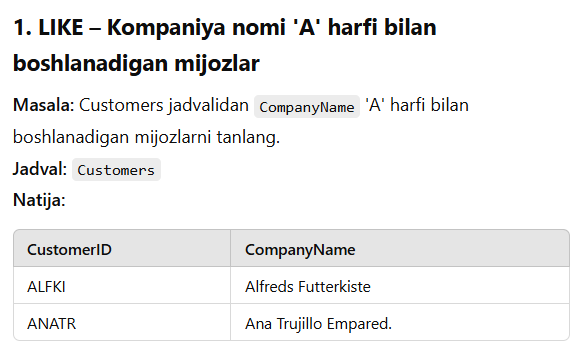 1. LIKE – Kompaniya nomi 'A' harfi bilan
boshlanadigan mijozlar
Masala: Customers jadvalidan CompanyName 'A' harfi bilan
boshlanadigan mijozlarni tanlang.
Jadval: Customers
Natija:
CustomerID CompanyName
ALFKI Alfreds Futterkiste
ANATR Ana Trujillo Empared.